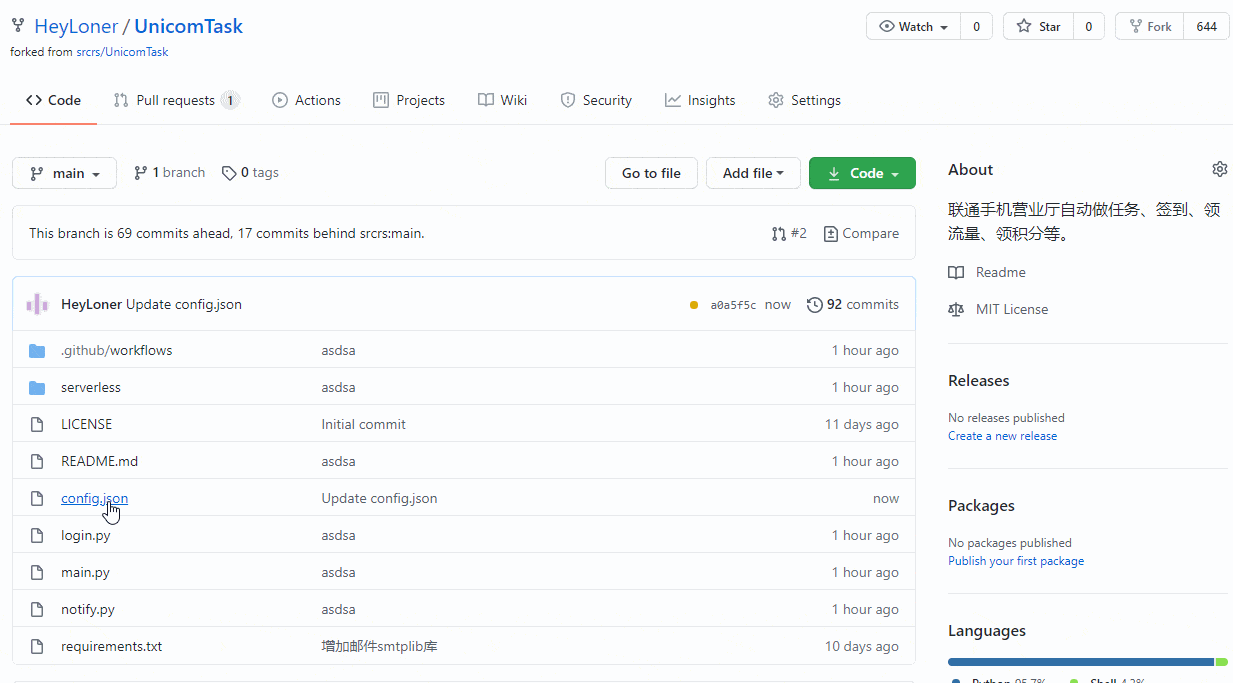 HeyLoner / UnicomTask
Watch 0
Star 0
Fork 644
forked from srcrs/UnicomTask
Code
Pull requests 1
Actions
Projects
Wiki
Security
Insights
Settings
main
1 branch
0 tags
Go to file
Add file
Code
This branch is 69 commits ahead, 17 commits behind srcrs:main.
#2
Compare
HeyLoner Update config.json
a0a5f5c now
92 commits
.github/workflows asdsa 1 hour ago
serverless asdsa 1 hour ago
LICENSE Initial commit 11 days ago
README.md asdsa 1 hour ago
config.json Update config.json now
login.py asdsa 1 hour ago
main.py asdsa 1 hour ago
notify.py asdsa 1 hour ago
requirements.txt 增加邮件smtplib库 10 days ago
About
联通手机营业厅自动做任务、签到、领
流量、领积分等。
Readme
MIT License
Releases
No releases published
Create a new release
Packages
No packages published
Publish your first package
Languages
Python 95.7% Shell 4.3%